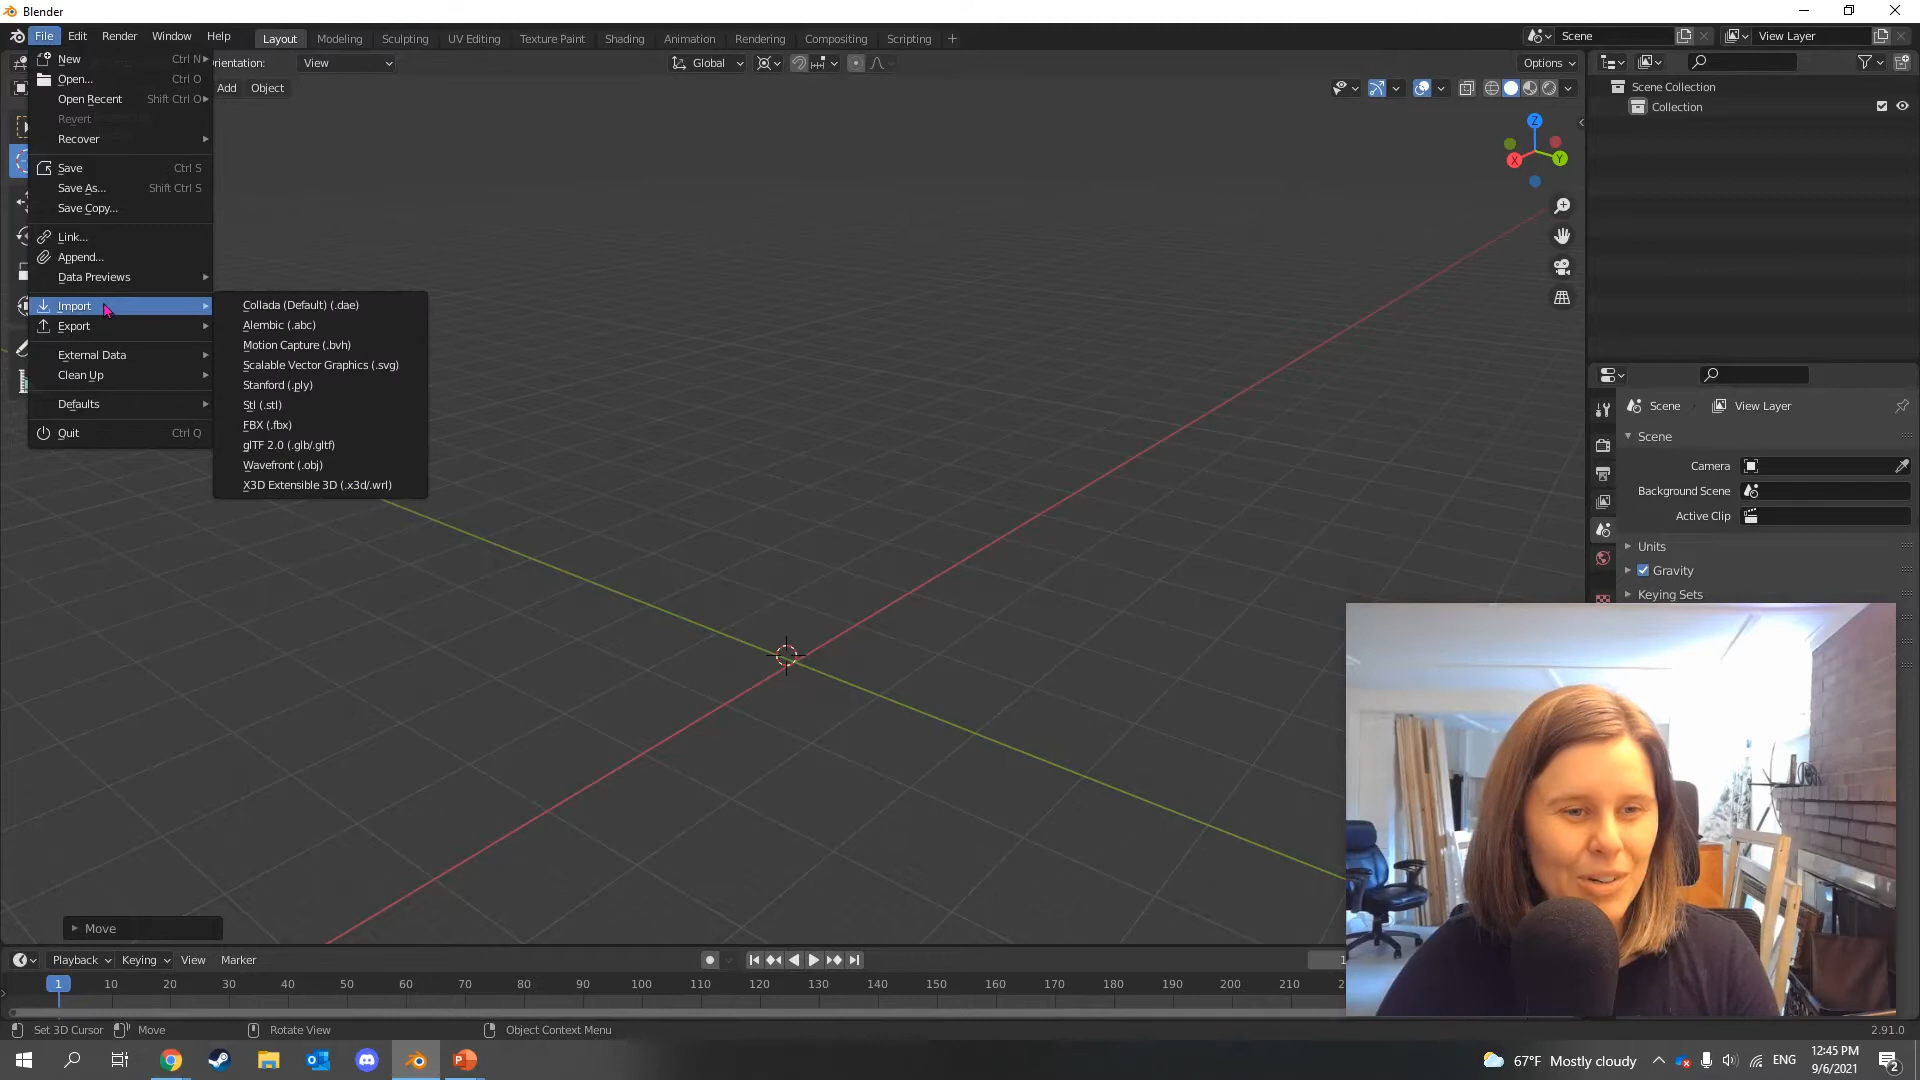 Blender
File Edit Render Window Help
Layout Modeling Sculpting UV Editing Texture Paint Shading Animation Rendering Compositing Scripting +
Scene
View Layer
New Ctrl N
Open... Ctrl O
Open Recent Shift Ctrl O
Revert
Recover
Save Ctrl S
Save As... Shift Ctrl S
Save Copy...
Link...
Append...
Data Previews
Import
Export
External Data
Clean Up
Defaults
Quit Ctrl Q
Collada (Default) (.dae)
Alembic (.abc)
Motion Capture (.bvh)
Scalable Vector Graphics (.svg)
Stanford (.ply)
Stl (.stl)
FBX (.fbx)
glTF 2.0 (.glb/.gltf)
Wavefront (.obj)
X3D Extensible 3D (.x3d/.wrl)
View
Global
Options
Add Object
Z
X
Y
Scene Collection
Collection
Scene View Layer
Scene
Camera
Background Scene
Active Clip
Units
Gravity
Keying Sets
Move
Playback Keying View Marker
1
1 10 20 30 40 50 60 70 80 90 100 110 120 130 140 150 160 170 180 190 200 210
Set 3D Cursor Move Rotate View Object Context Menu
2.91.0
67°F Mostly cloudy
ENG
12:45 PM
9/6/2021
2